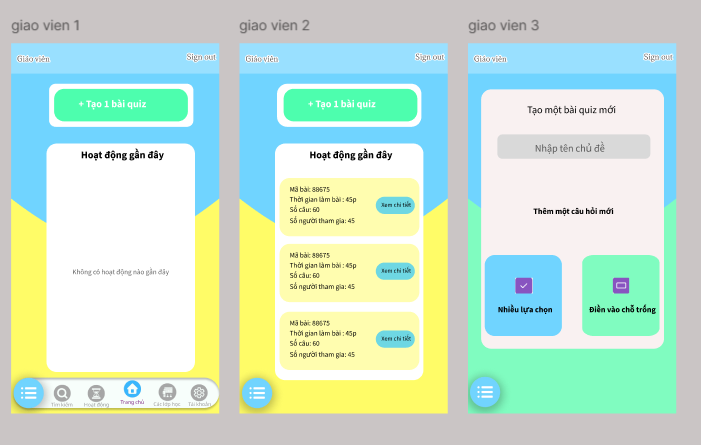 giao vien 1
Giáo viên
Sign out
+ Tạo 1 bài quiz
Hoạt động gần đây
Không có hoạt động nào gần đây
Tìm kiếm
Hoạt động
Trang chủ
Các lớp học
Tài khoản
giao vien 2
Giáo viên
Sign out
+ Tạo 1 bài quiz
Hoạt động gần đây
Mã bài: 88675
Thời gian làm bài : 45p
Số câu: 60
Số người tham gia: 45
Xem chi tiết
Mã bài: 88675
Thời gian làm bài : 45p
Số câu: 60
Số người tham gia: 45
Xem chi tiết
Mã bài: 88675
Thời gian làm bài : 45p
Số câu: 60
Số người tham gia: 45
Xem chi tiết
giao vien 3
Giáo viên
Sign out
Tạo một bài quiz mới
Nhập tên chủ đề
Thêm một câu hỏi mới
Nhiều lựa chọn
Điền vào chỗ trống